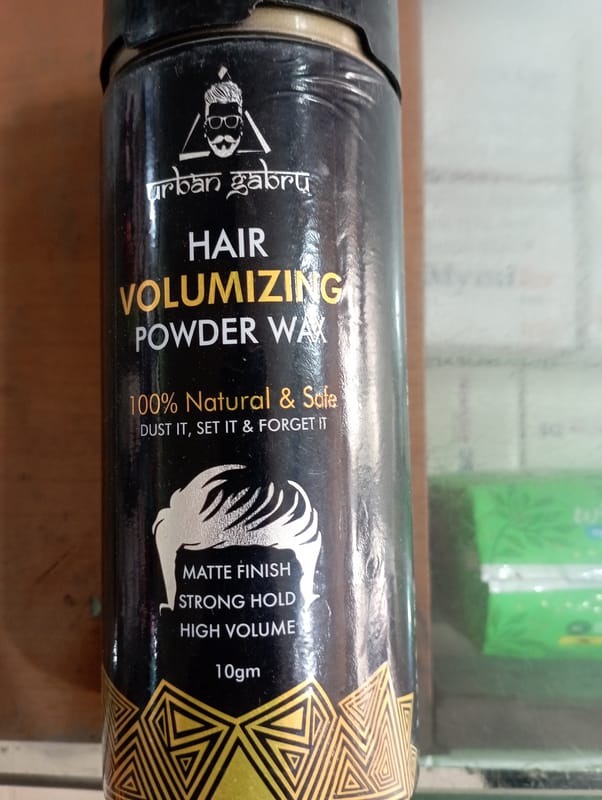 urban gabru
HAIR
VOLUMIZING
POWDER WAX
100% Natural & Safe
DUST IT, SET IT & FORGET IT
MATTE FINISH
STRONG HOLD
HIGH VOLUME
10gm